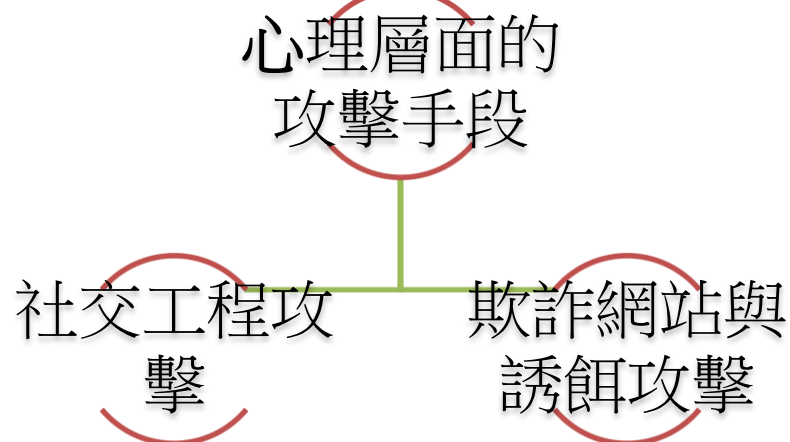 心理層面的
攻擊手段
社交工程攻
擊
欺詐網站與
誘餌攻擊